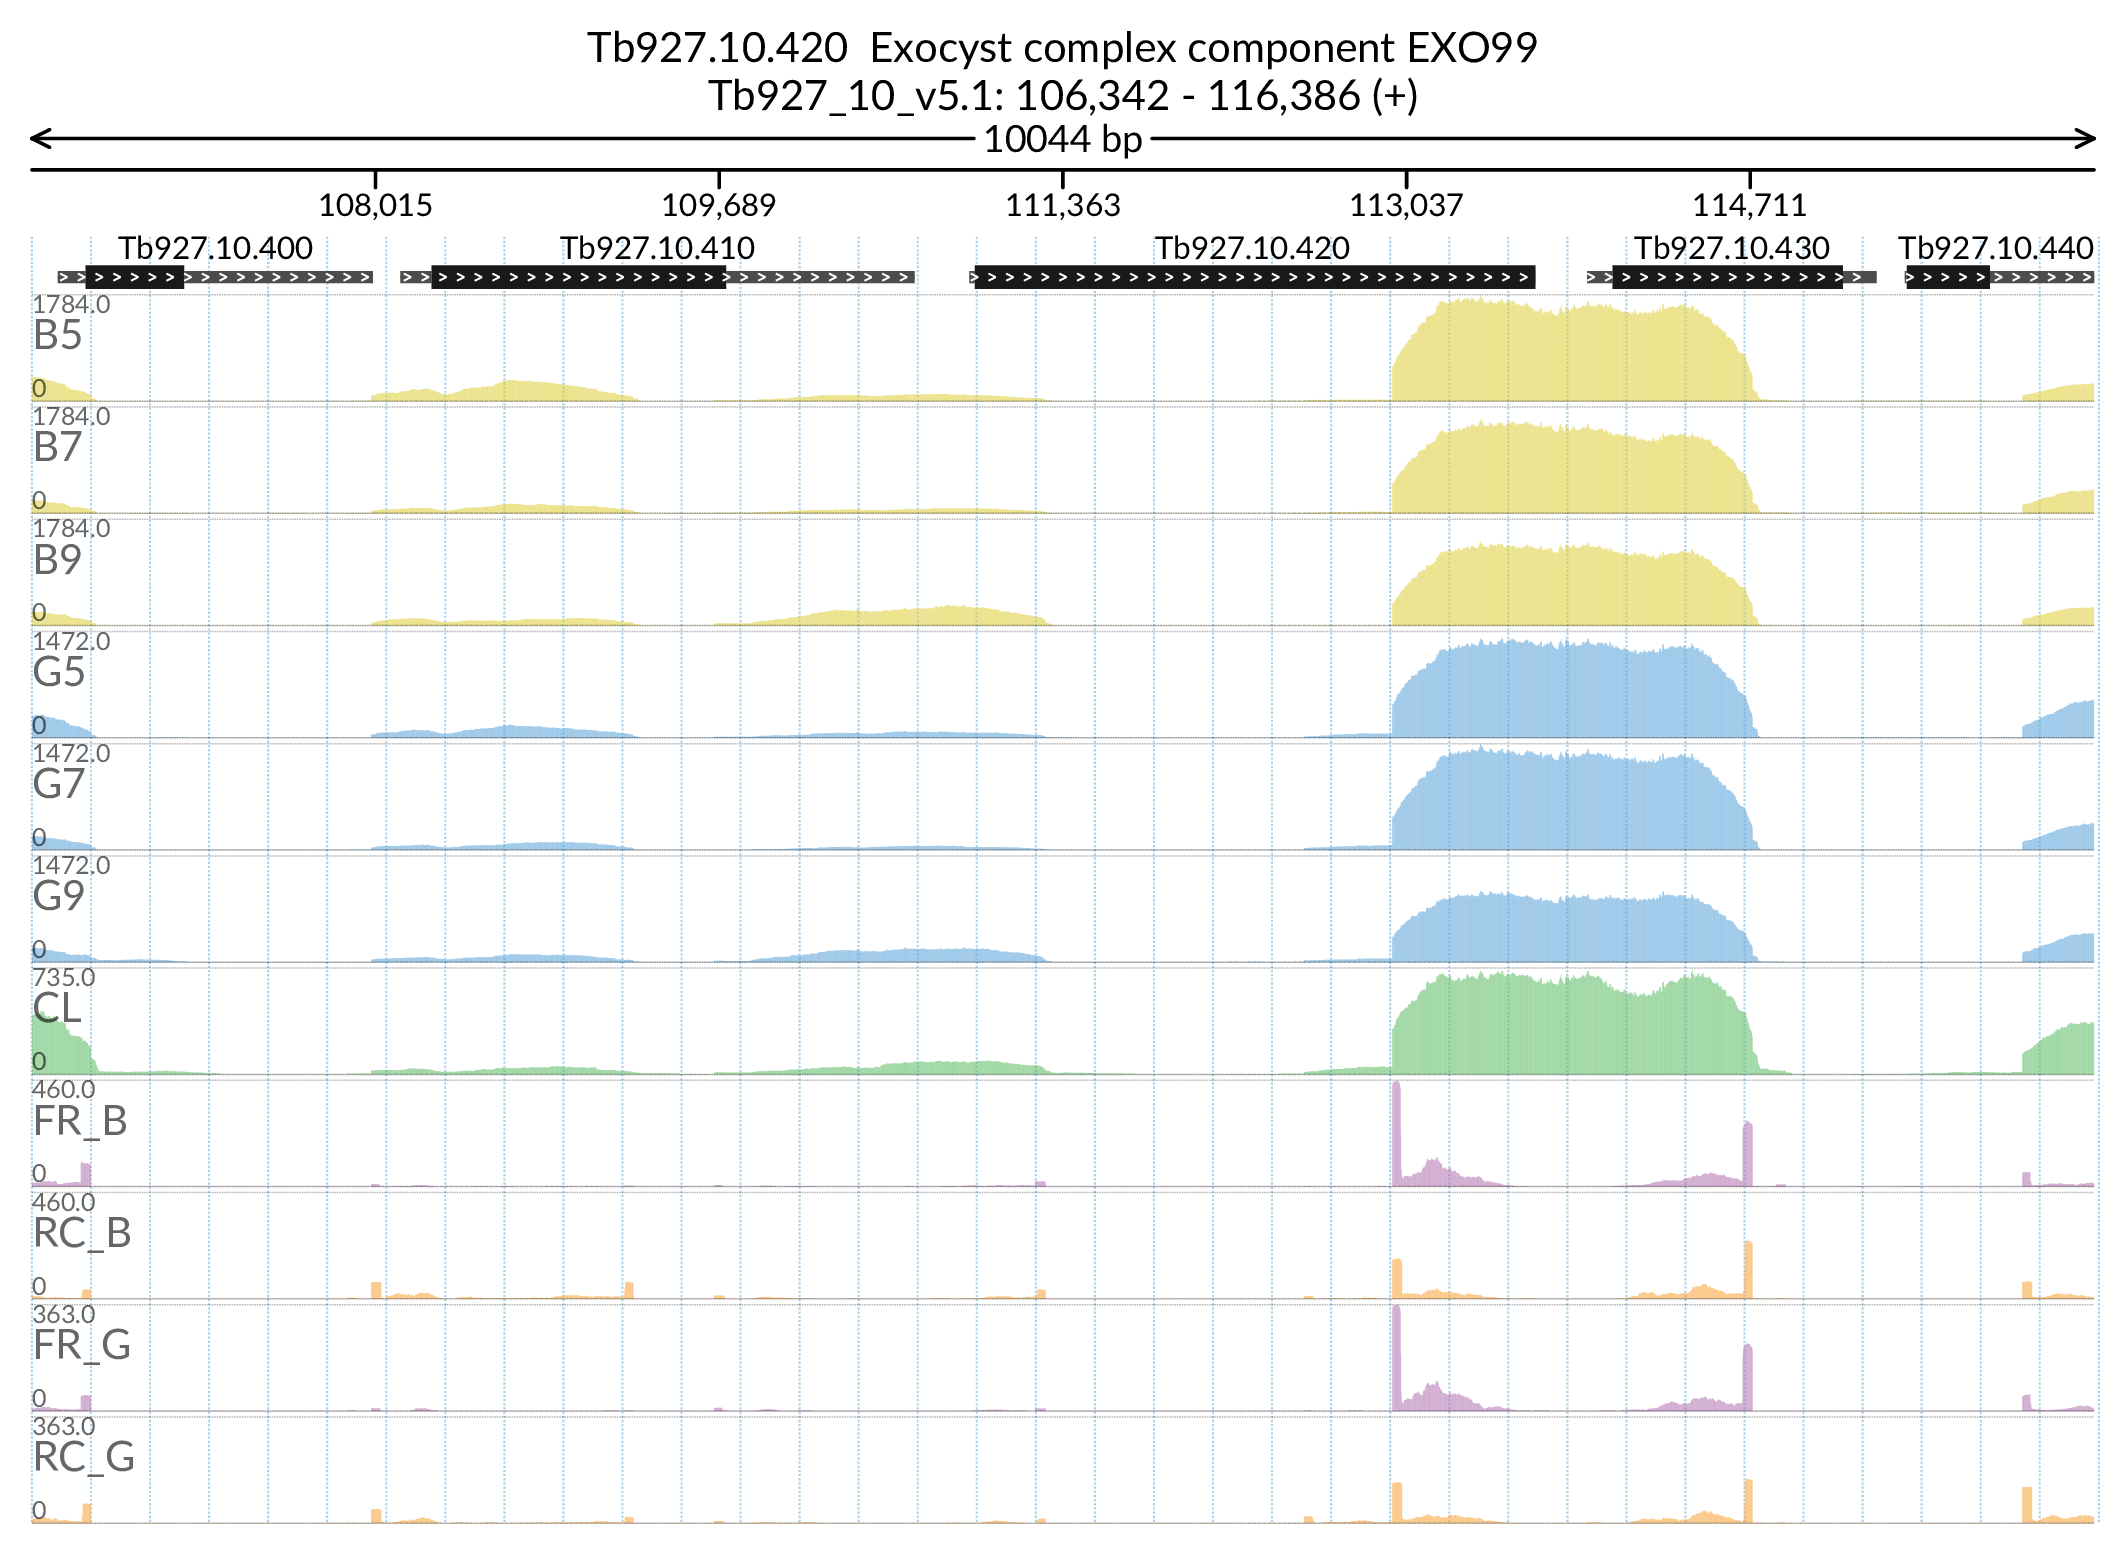 Tb927.10.420  Exocyst complex component EXO99
Tb927_10_v5.1: 106,342 - 116,386 (+)
10044 bp
108,015 109,689 111,363 113,037 114,711
Tb927.10.400 Tb927.10.410 Tb927.10.420 Tb927.10.430 Tb927.10.440
1784.0
B5
0
1784.0
B7
0
1784.0
B9
0
1472.0
G5
0
1472.0
G7
0
1472.0
G9
0
735.0
CL
0
460.0
FR_B
0
460.0
RC_B
0
363.0
FR_G
0
363.0
RC_G
0